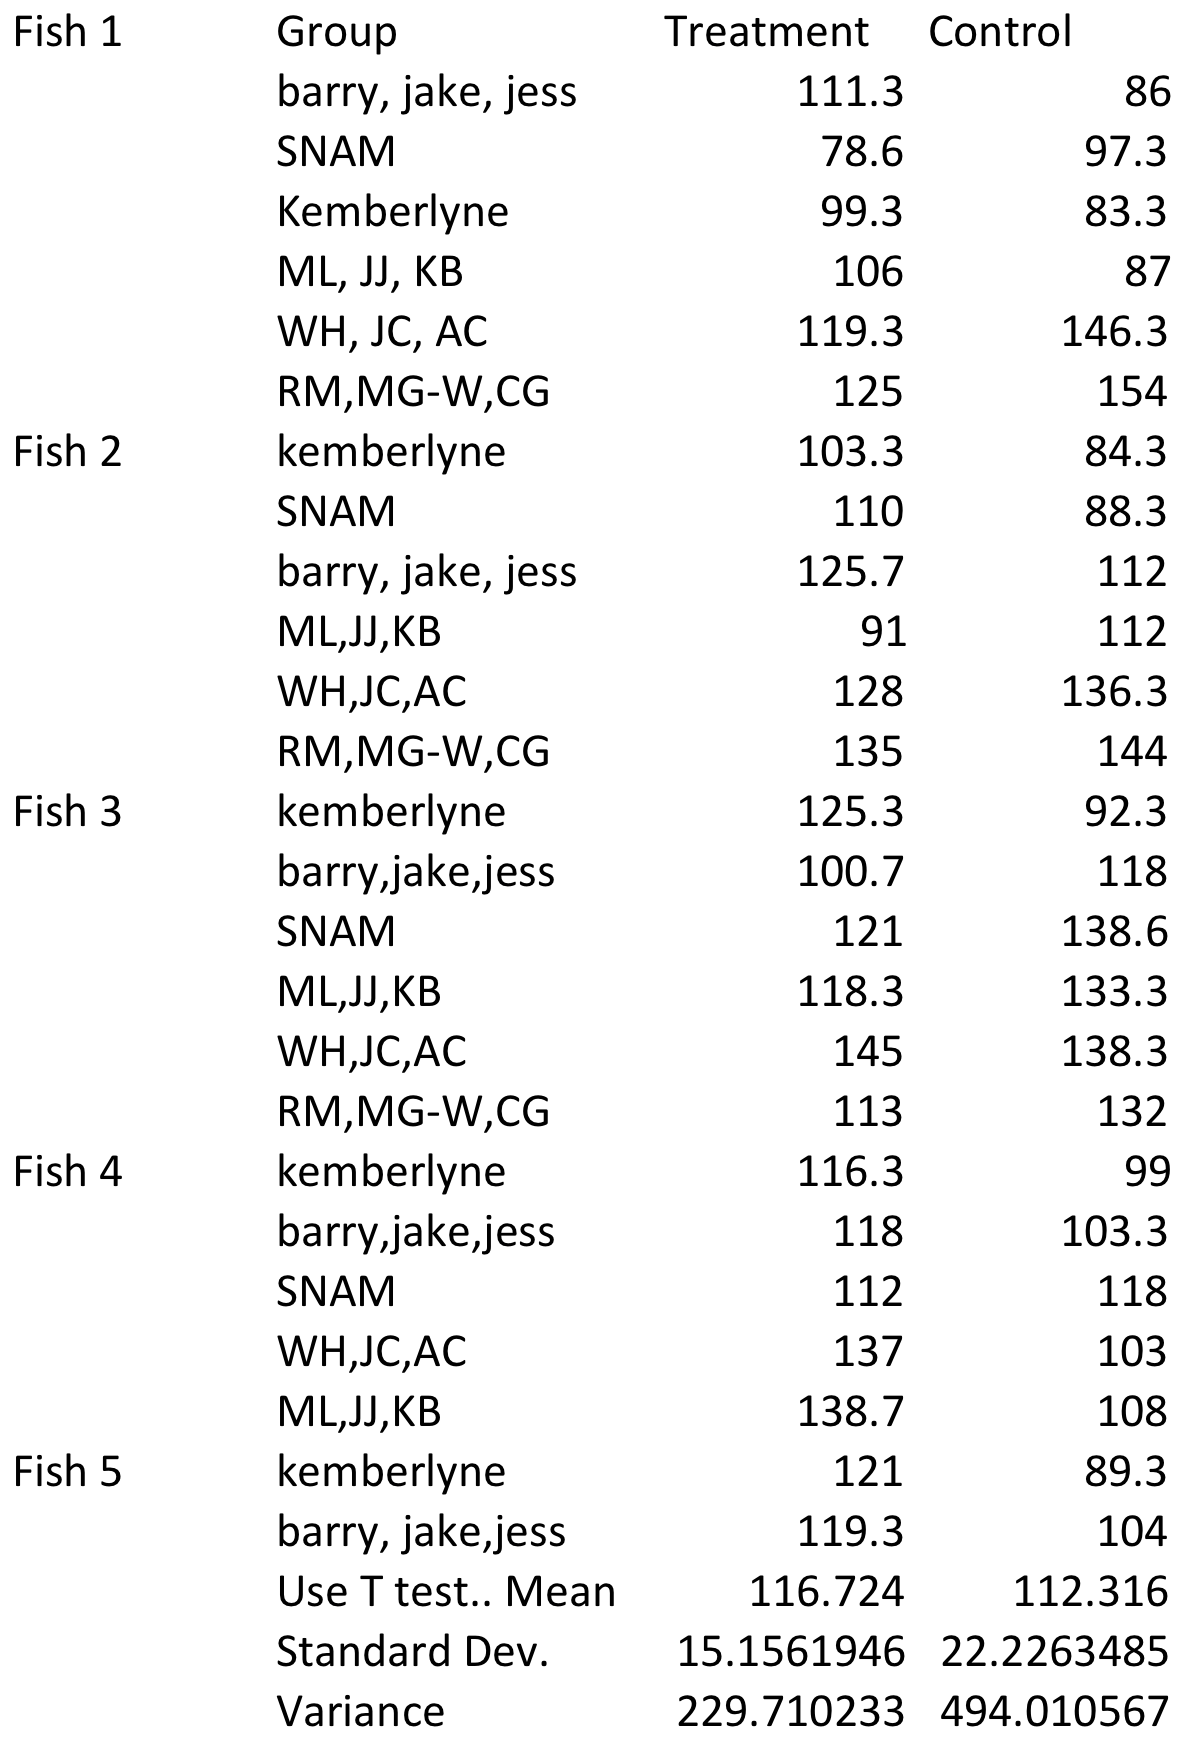 Fish 1 Group Treatment Control
barry, jake, jess 111.3 86
SNAM 78.6 97.3
Kemberlyne 99.3 83.3
ML, JJ, KB 106 87
WH, JC, AC 119.3 146.3
RM,MG-W,CG 125 154
Fish 2 kemberlyne 103.3 84.3
SNAM 110 88.3
barry, jake, jess 125.7 112
ML,JJ,KB 91 112
WH,JC,AC 128 136.3
RM,MG-W,CG 135 144
Fish 3 kemberlyne 125.3 92.3
barry,jake,jess 100.7 118
SNAM 121 138.6
ML,JJ,KB 118.3 133.3
WH,JC,AC 145 138.3
RM,MG-W,CG 113 132
Fish 4 kemberlyne 116.3 99
barry,jake,jess 118 103.3
SNAM 112 118
WH,JC,AC 137 103
ML,JJ,KB 138.7 108
Fish 5 kemberlyne 121 89.3
barry, jake,jess 119.3 104
Use T test.. Mean 116.724 112.316
Standard Dev. 15.1561946 22.2263485
Variance 229.710233 494.010567